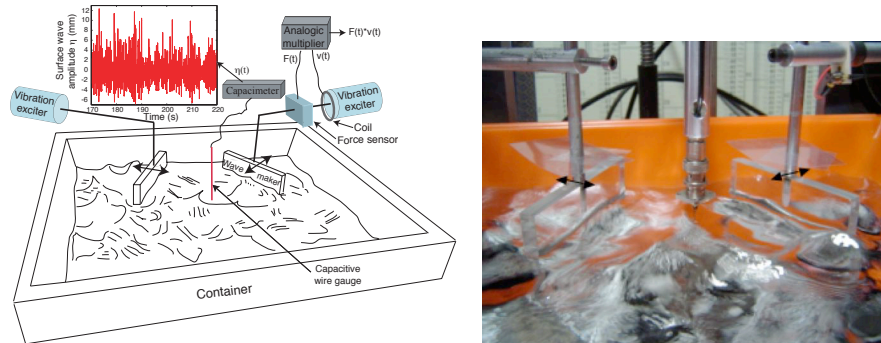 Surface wave
amplitude η (mm)
12
10
8
6
4
2
0
-2
-4
-6
170 180 190 200 210 220
Time (s)
η(t)
Capacimeter
Analogic
multiplier
F(t)*v(t)
F(t)
v(t)
Vibration
exciter
Vibration
exciter
Coil
Force sensor
Wave maker
Capacitive
wire gauge
Container